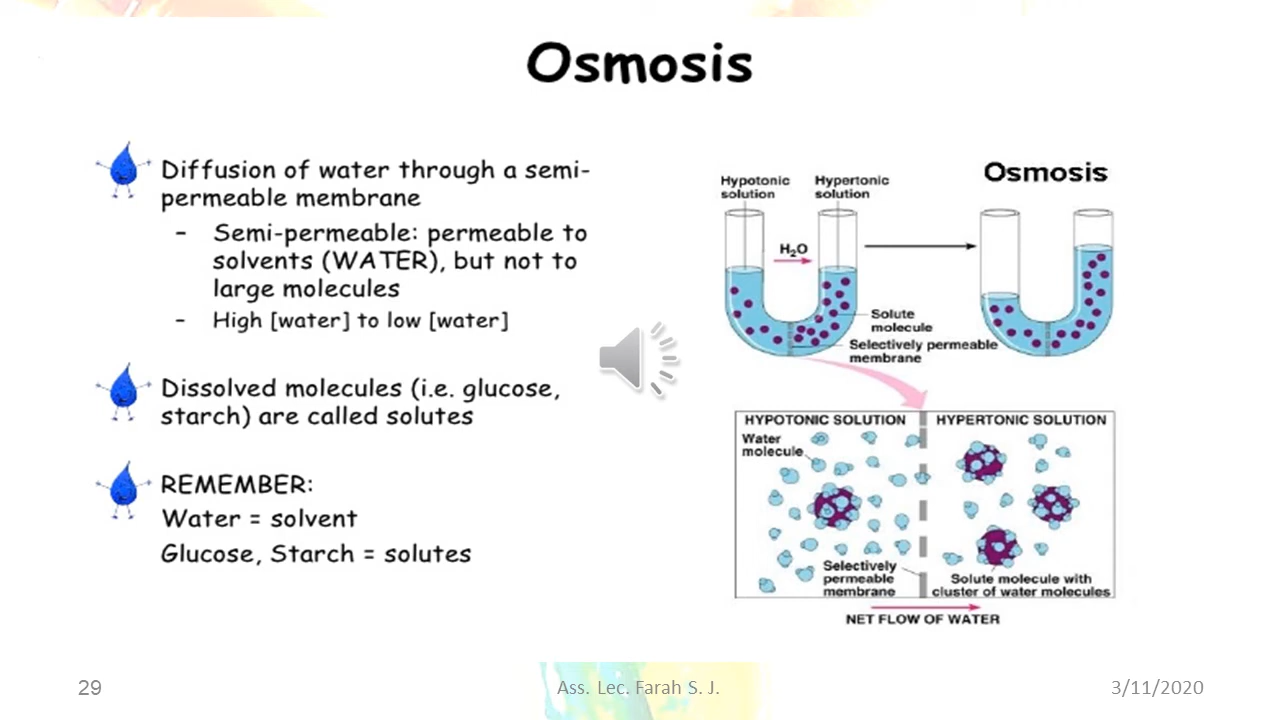 Osmosis
Diffusion of water through a semi-
permeable membrane
– Semi-permeable: permeable to
solvents (WATER), but not to
large molecules
– High [water] to low [water]
Dissolved molecules (i.e. glucose,
starch) are called solutes
REMEMBER:
Water = solvent
Glucose, Starch = solutes
Osmosis
Hypotonic
solution
Hypertonic
solution
H₂O
Solute
molecule
Selectively permeable
membrane
HYPOTONIC SOLUTION
HYPERTONIC SOLUTION
Water
molecule
Selectively
permeable
membrane
Solute molecule with
cluster of water molecules
NET FLOW OF WATER
29
Ass. Lec. Farah S. J.
3/11/2020